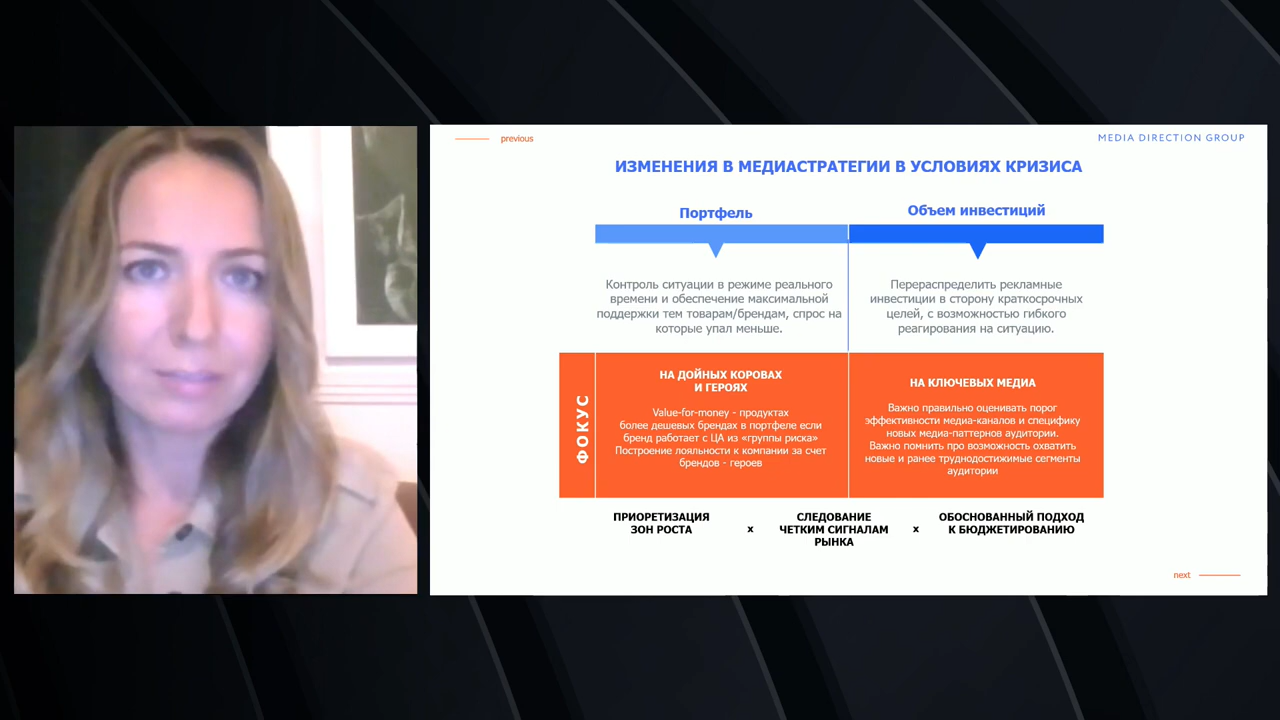 previous
MEDIA DIRECTION GROUP
ИЗМЕНЕНИЯ В МЕДИАСТРАТЕГИИ В УСЛОВИЯХ КРИЗИСА
Портфель
Контроль ситуации в режиме реального
времени и обеспечение максимальной
поддержки тем товарам/брендам, спрос на
которые упал меньше.
Объем инвестиций
Перераспределить рекламные
инвестиции в сторону краткосрочных
целей, с возможностью гибкого
реагирования на ситуацию.
ФОКУС
НА ДОЙНЫХ КОРОВАХ
И ГЕРОЯХ
Value-for-money - продуктах
более дешевых брендах в портфеле если
бренд работает с ЦА из «группы риска»
Построение лояльности к компании за счет
брендов - героев
НА КЛЮЧЕВЫХ МЕДИА
Важно правильно оценивать порог
эффективности медиа-каналов и специфику
новых медиа-паттернов аудитории.
Важно помнить про возможность охватить
новые и ранее труднодостижимые сегменты
аудитории
ПРИОРЕТИЗАЦИЯ
ЗОН РОСТА
x
СЛЕДОВАНИЕ
ЧЕТКИМ СИГНАЛАМ
РЫНКА
x
ОБОСНОВАННЫЙ ПОДХОД
К БЮДЖЕТИРОВАНИЮ
next